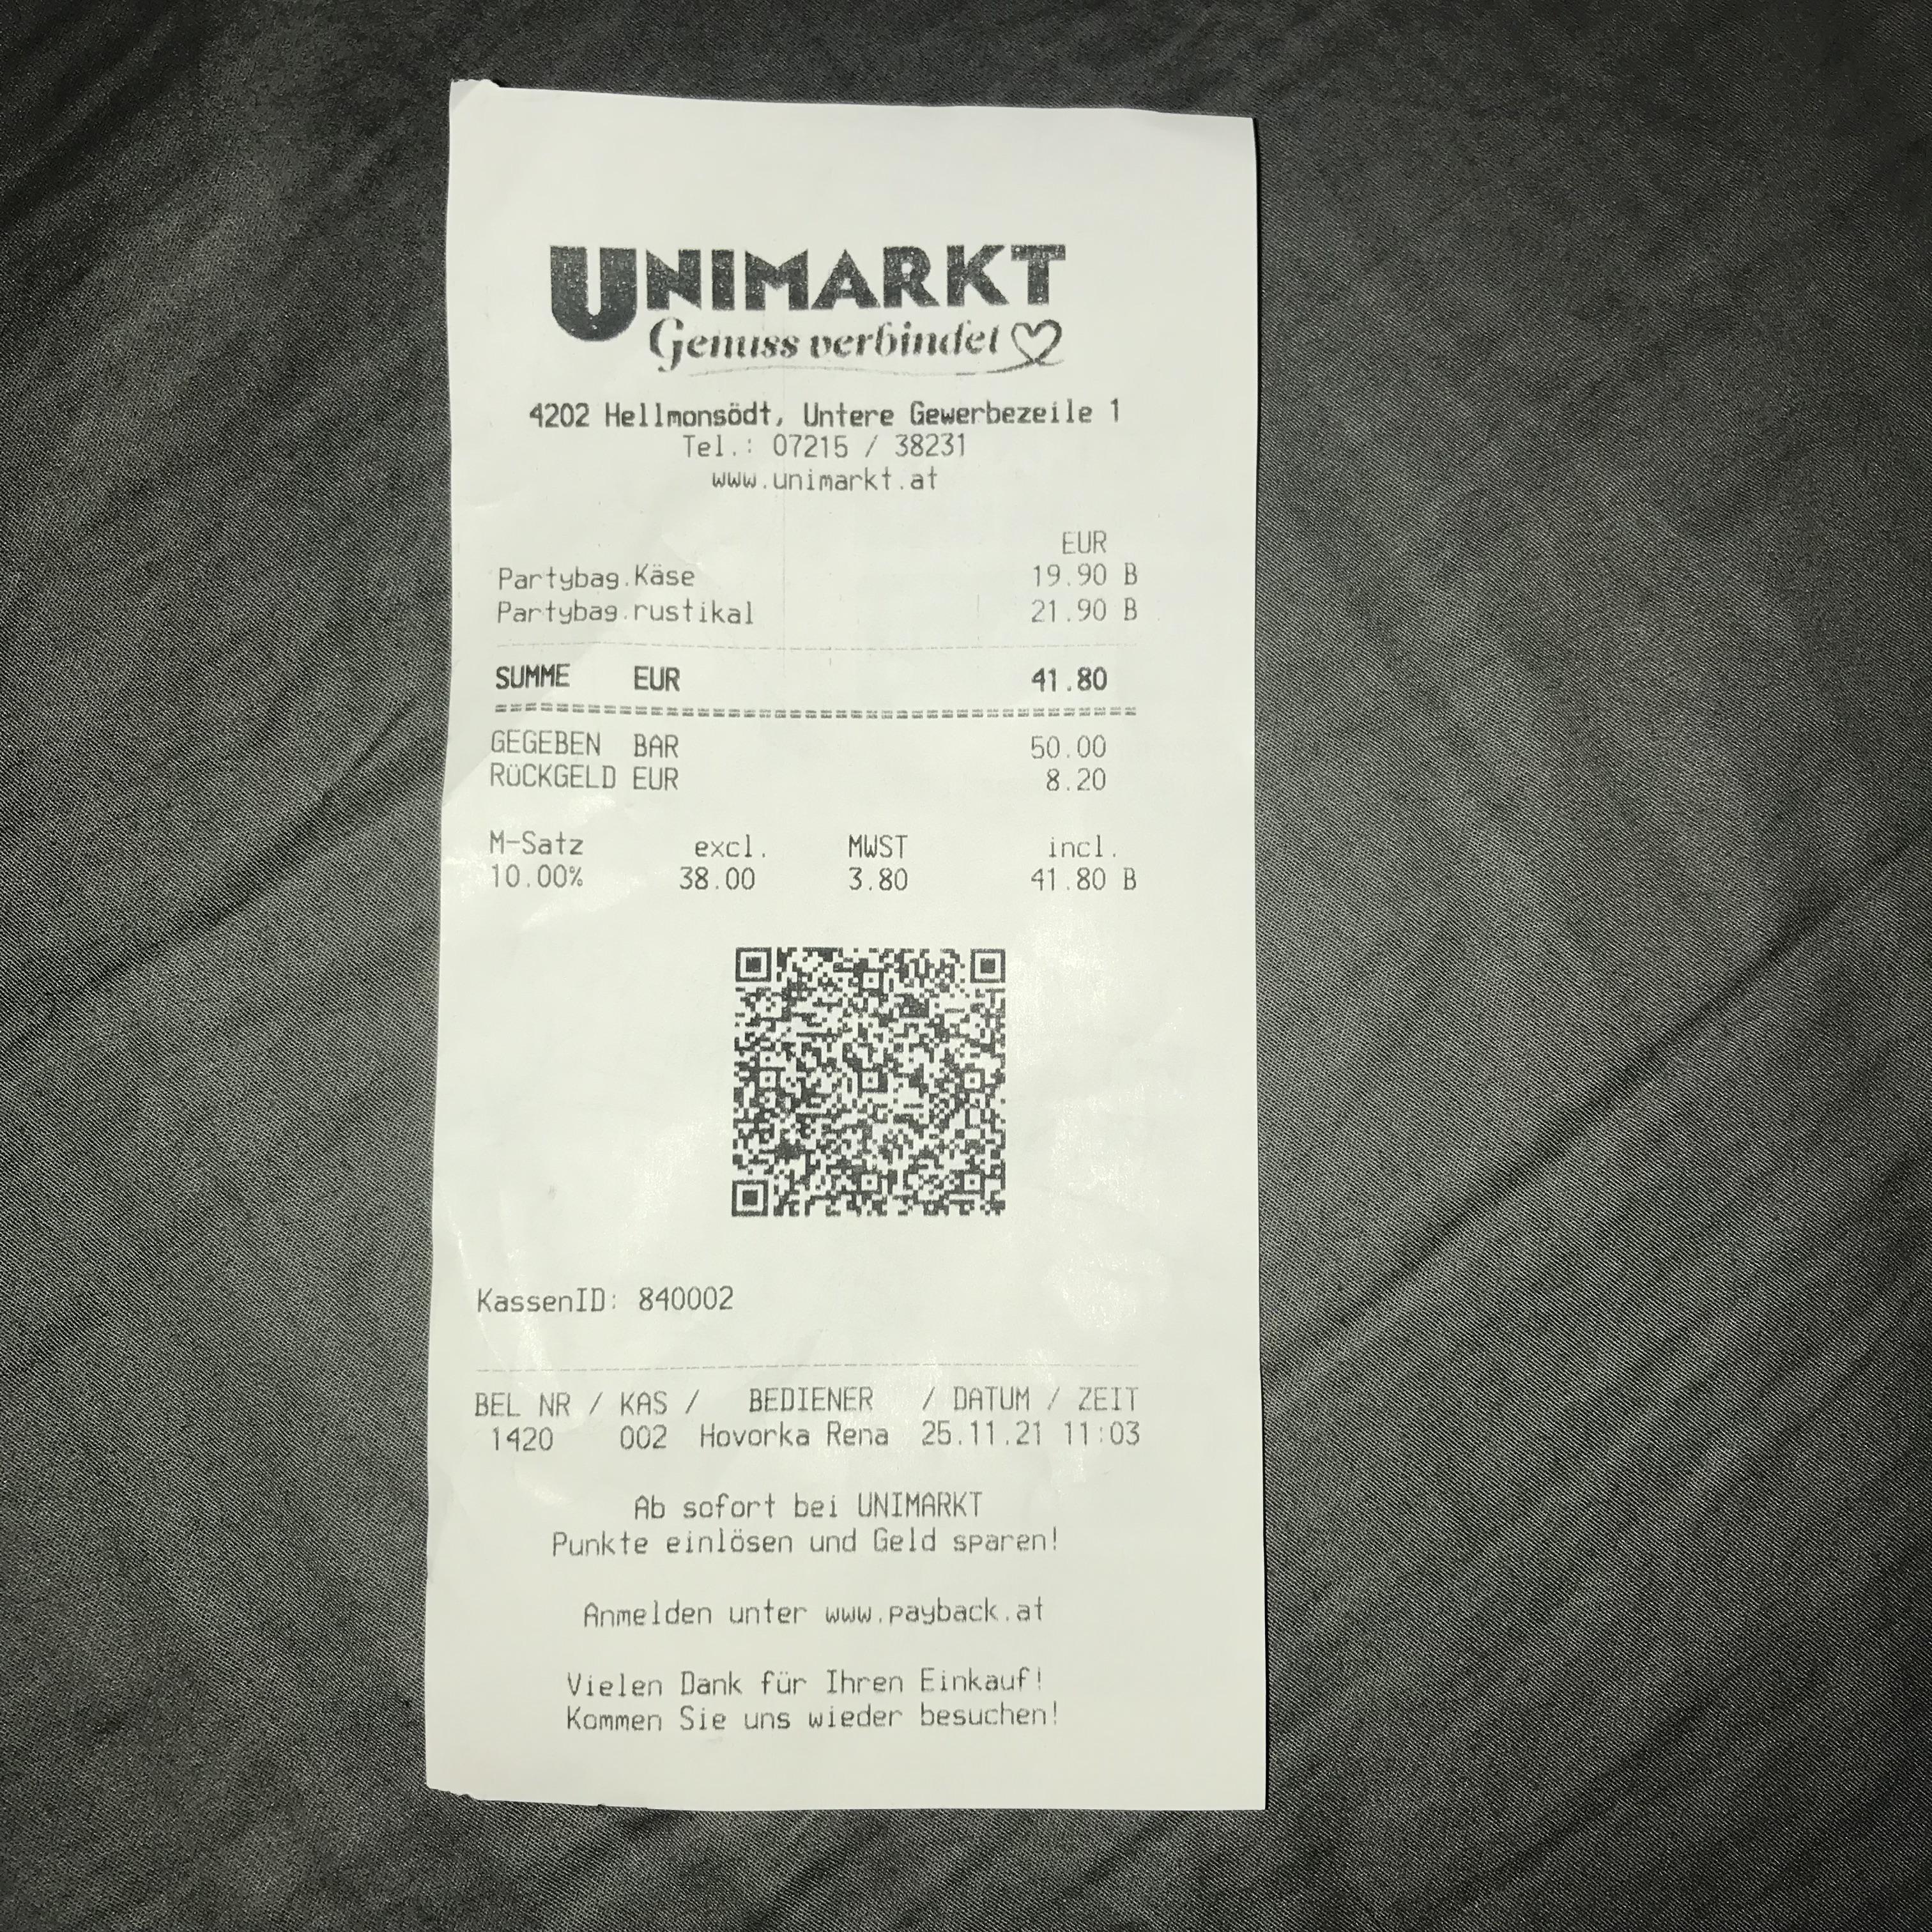 UNIMARKT
Genuss verbindet
4202 Hellmonsödt, Untere Gewerbezeile 1
Tel.: 07215 / 38231
www.unimarkt.at
EUR
Partybag.Käse 19.90 B
Partybag.rustikal 21.90 B
SUMME EUR 41.80
GEGEBEN BAR 50.00
RÜCKGELD EUR 8.20
M-Satz excl. MWST incl.
10.00% 38.00 3.80 41.80 B
KassenID: 840002
BEL NR / KAS / BEDIENER / DATUM / ZEIT
1420 002 Hovorka Rena 25.11.21 11:03
Ab sofort bei UNIMARKT
Punkte einlösen und Geld sparen!
Anmelden unter www.payback.at
Vielen Dank für Ihren Einkauf!
Kommen Sie uns wieder besuchen!